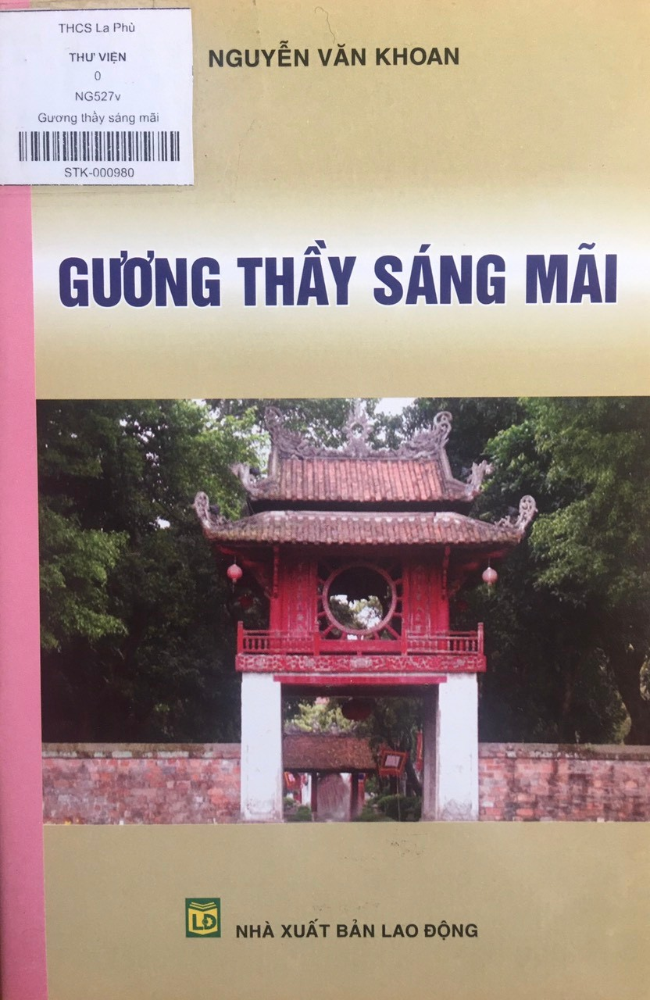 THCS La Phù
THƯ VIỆN
0
NG527v
Gương thầy sáng mãi
STK-000980
NGUYỄN VĂN KHOAN
GƯƠNG THẦY SÁNG MÃI
LĐ
NHÀ XUẤT BẢN LAO ĐỘNG